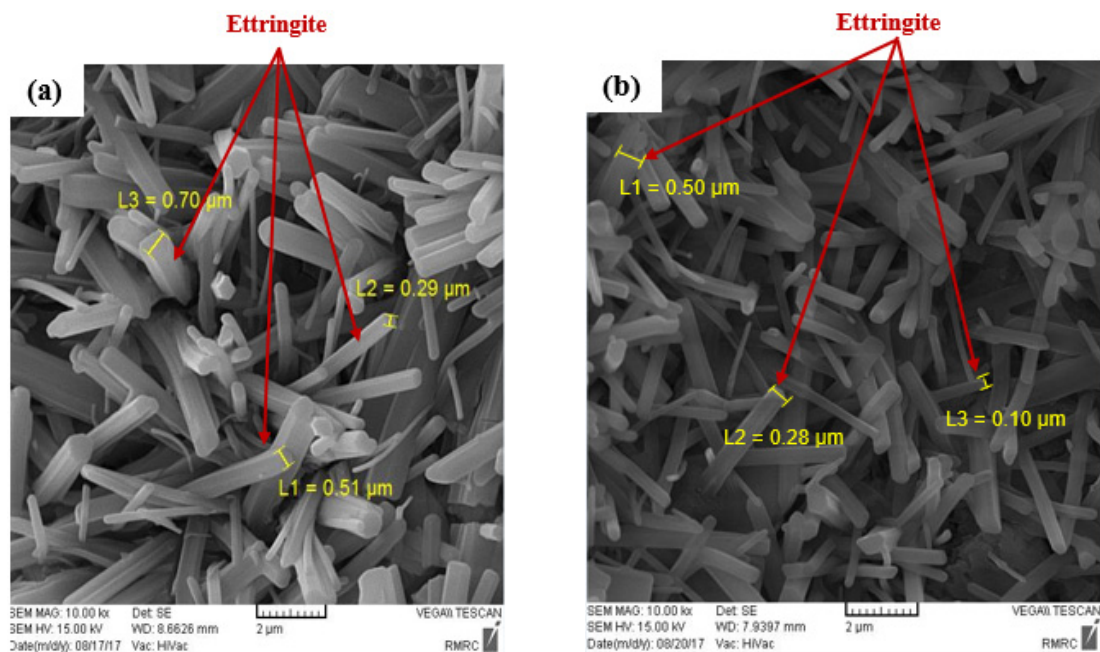 Ettringite
(a)
L3 = 0.70 µm
L2 = 0.29 µm
L1 = 0.51 µm
SEM MAG: 10.00 kx Det: SE
SEM HV: 15.00 kV WD: 8.6626 mm
Date(m/d/y): 08/17/17 Vac: HiVac
2 µm
VEGA\\ TESCAN
RMRC
Ettringite
(b)
L1 = 0.50 µm
L2 = 0.28 µm
L3 = 0.10 µm
SEM MAG: 10.00 kx Det: SE
SEM HV: 15.00 kV WD: 7.9397 mm
Date(m/d/y): 08/20/17 Vac: HiVac
2 µm
VEGA\\ TESCAN
RMRC